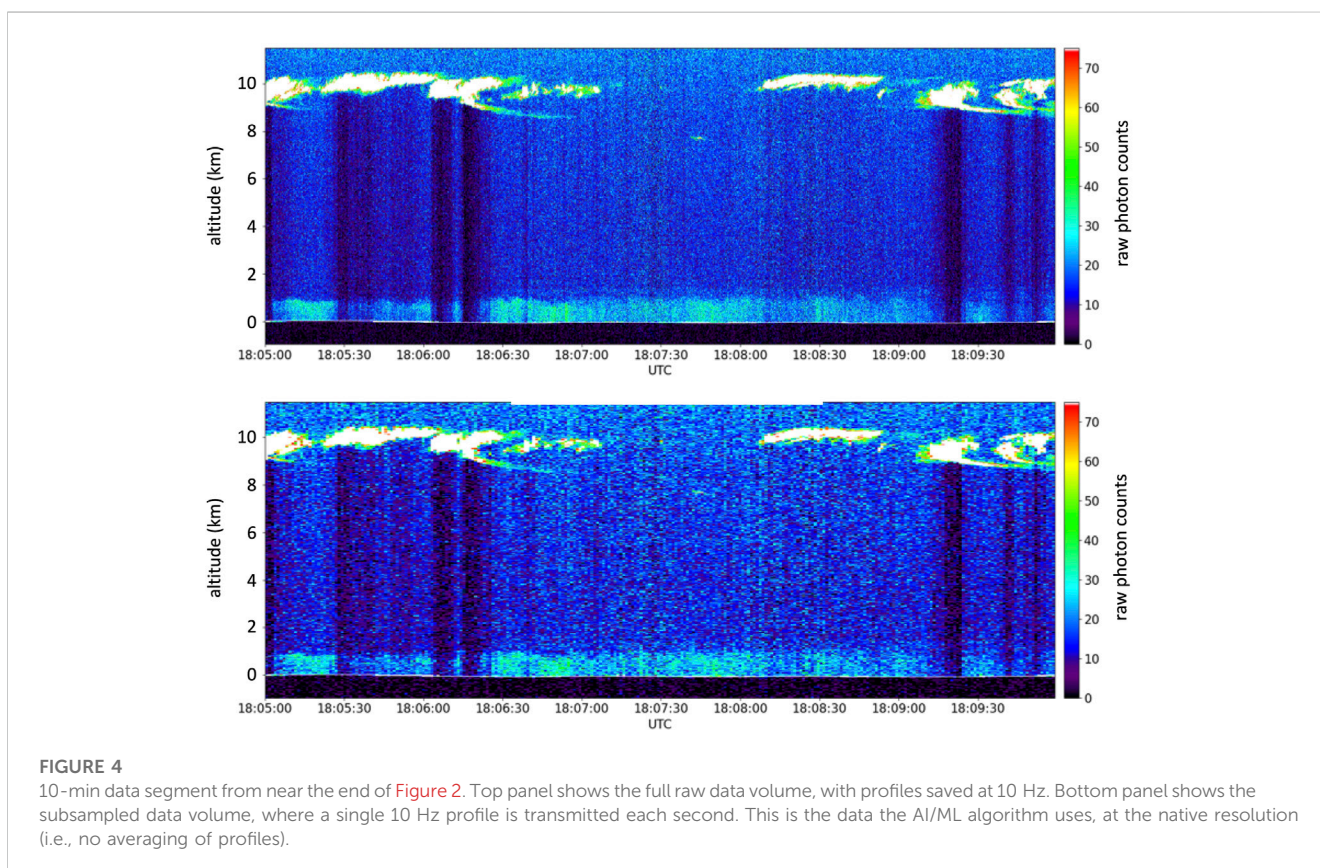 10
8
6
4
2
0
altitude (km)
18:05:00 18:05:30 18:06:00 18:06:30 18:07:00 18:07:30 18:08:00 18:08:30 18:09:00 18:09:30
UTC
70
60
50
40
30
20
10
0
raw photon counts
10
8
6
4
2
0
altitude (km)
18:05:00 18:05:30 18:06:00 18:06:30 18:07:00 18:07:30 18:08:00 18:08:30 18:09:00 18:09:30
UTC
70
60
50
40
30
20
10
0
raw photon counts
FIGURE 4
10-min data segment from near the end of Figure 2. Top panel shows the full raw data volume, with profiles saved at 10 Hz. Bottom panel shows the
subsampled data volume, where a single 10 Hz profile is transmitted each second. This is the data the AI/ML algorithm uses, at the native resolution
(i.e., no averaging of profiles).